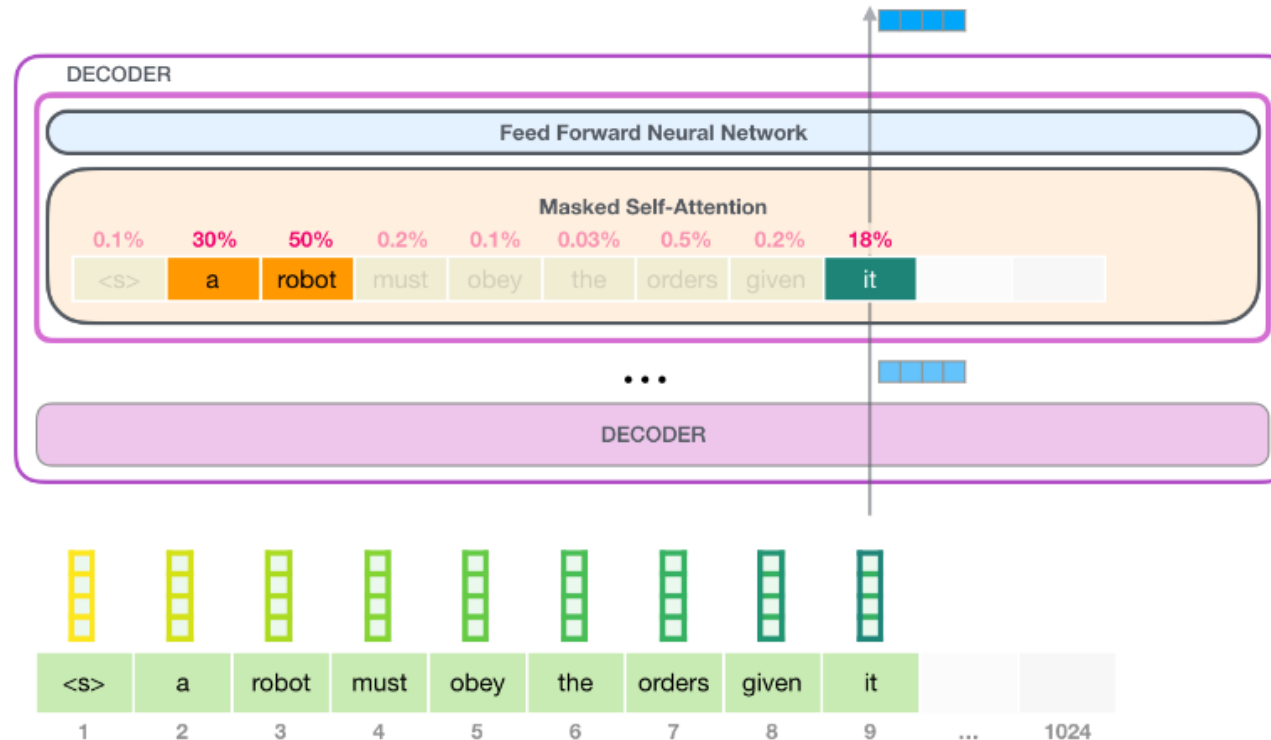 DECODER
Feed Forward Neural Network
Masked Self-Attention
0.1% 30% 50% 0.2% 0.1% 0.03% 0.5% 0.2% 18%
<s> a robot must obey the orders given it
...
DECODER
<s> a robot must obey the orders given it
1 2 3 4 5 6 7 8 9 ... 1024